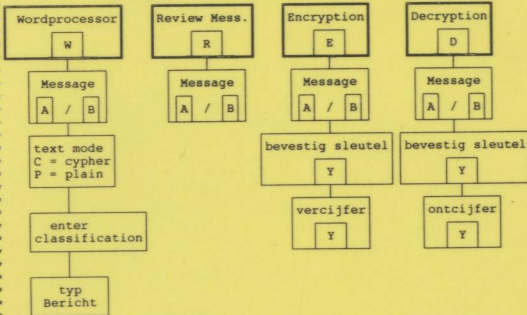 Wordprocessor
W
Message
A / B
text mode
C = cypher
P = plain
enter
classification
typ
Bericht
Review Mess.
R
Message
A / B
Encryption
E
Message
A / B
bevestig sleutel
Y
vercijfer
Y
Decryption
D
Message
A / B
bevestig sleutel
Y
ontcijfer
Y